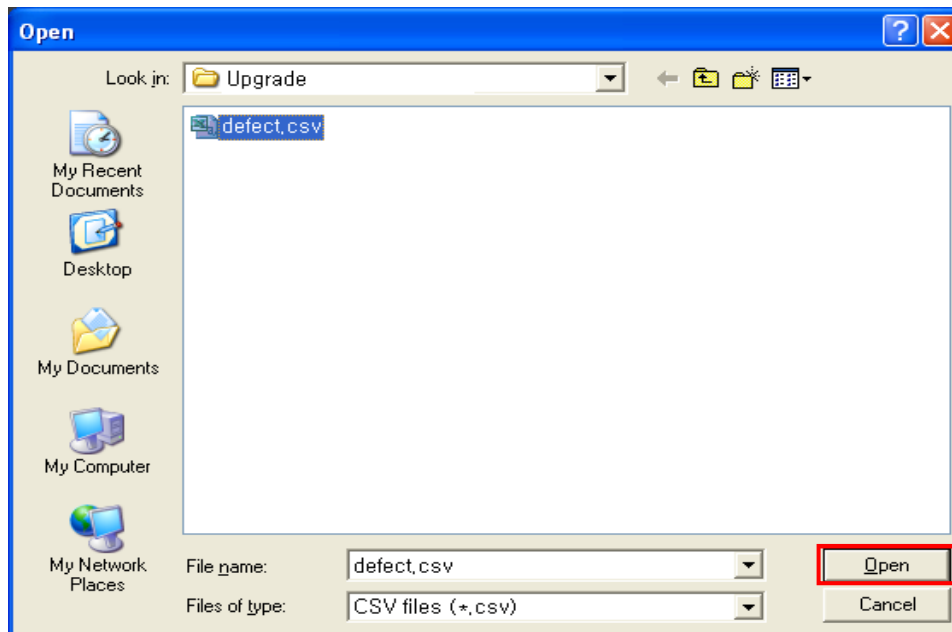 Open
Look in:
Upgrade
defect.csv
My Recent
Documents
Desktop
My Documents
My Computer
My Network
Places
File name:
defect.csv
Open
Files of type:
CSV files (*.csv)
Cancel